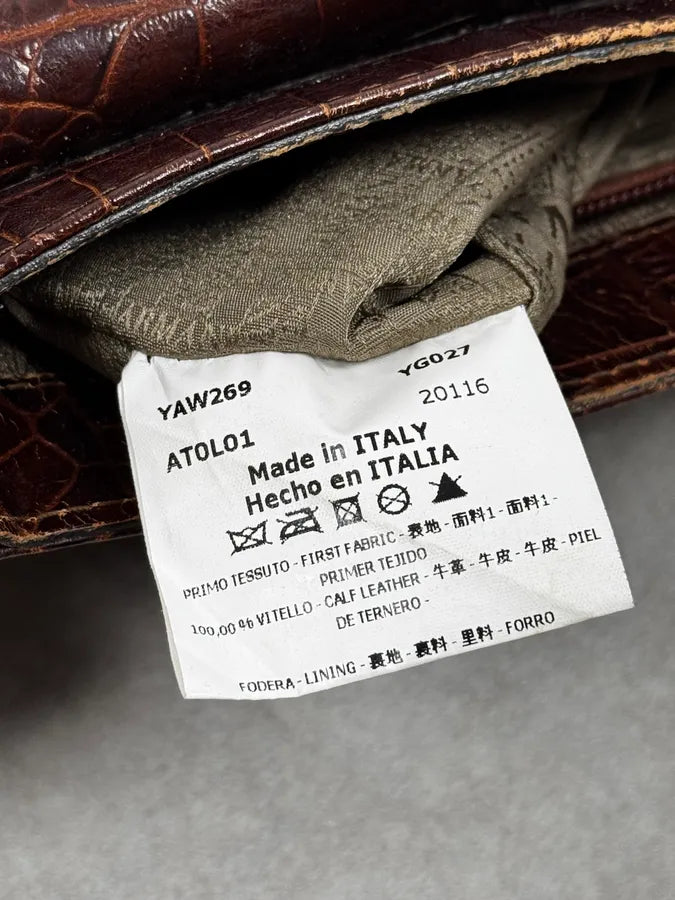 YAW269 YG027
ATOLO1 20116
Made in ITALY
Hecho en ITALIA
PRIMO TESSUTO - FIRST FABRIC - 表地 - 面料1 - 面料1 -
PRIMER TEJIDO
100,00 % VITELLO - CALF LEATHER - 牛革 - 牛皮 - 牛皮 - PIEL
DE TERNERO -
FODERA - LINING - 裏地 - 裏料 - 里料 - FORRO